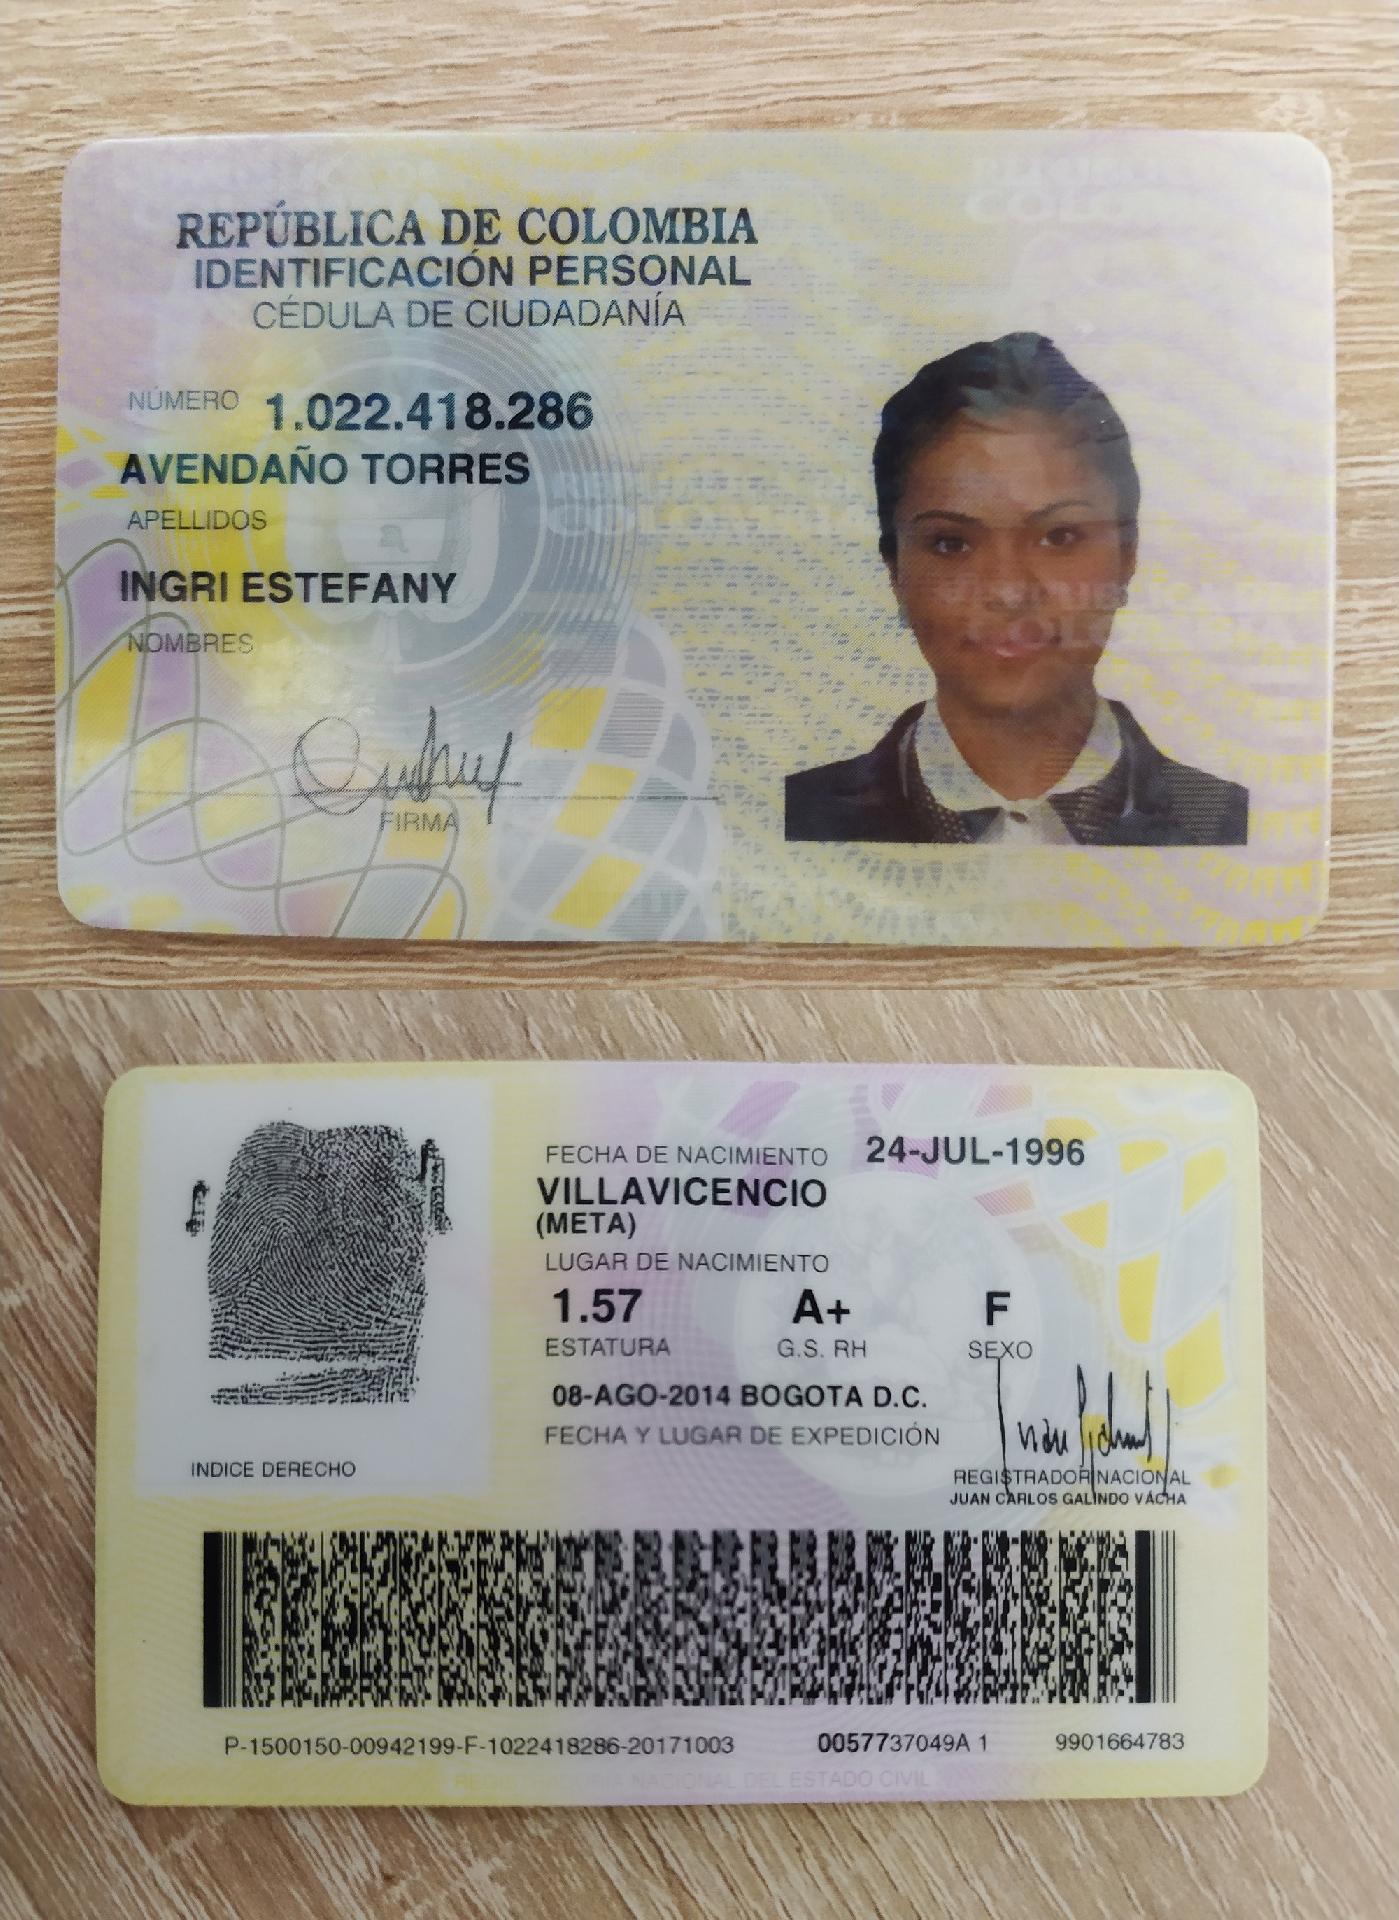 REPÚBLICA DE COLOMBIA
IDENTIFICACIÓN PERSONAL
CÉDULA DE CIUDADANÍA
NÚMERO 1.022.418.286
AVENDAÑO TORRES
APELLIDOS
INGRI ESTEFANY
NOMBRES
FIRMA
FECHA DE NACIMIENTO 24-JUL-1996
VILLAVICENCIO
(META)
LUGAR DE NACIMIENTO
1.57 A+ F
ESTATURA G.S. RH SEXO
08-AGO-2014 BOGOTA D.C.
FECHA Y LUGAR DE EXPEDICIÓN
INDICE DERECHO
REGISTRADOR NACIONAL
JUAN CARLOS GALINDO VÁCHA
P-1500150-00942199-F-1022418286-20171003 0057737049A 1 9901664783
REGISTRADURIA NACIONAL DEL ESTADO CIVIL